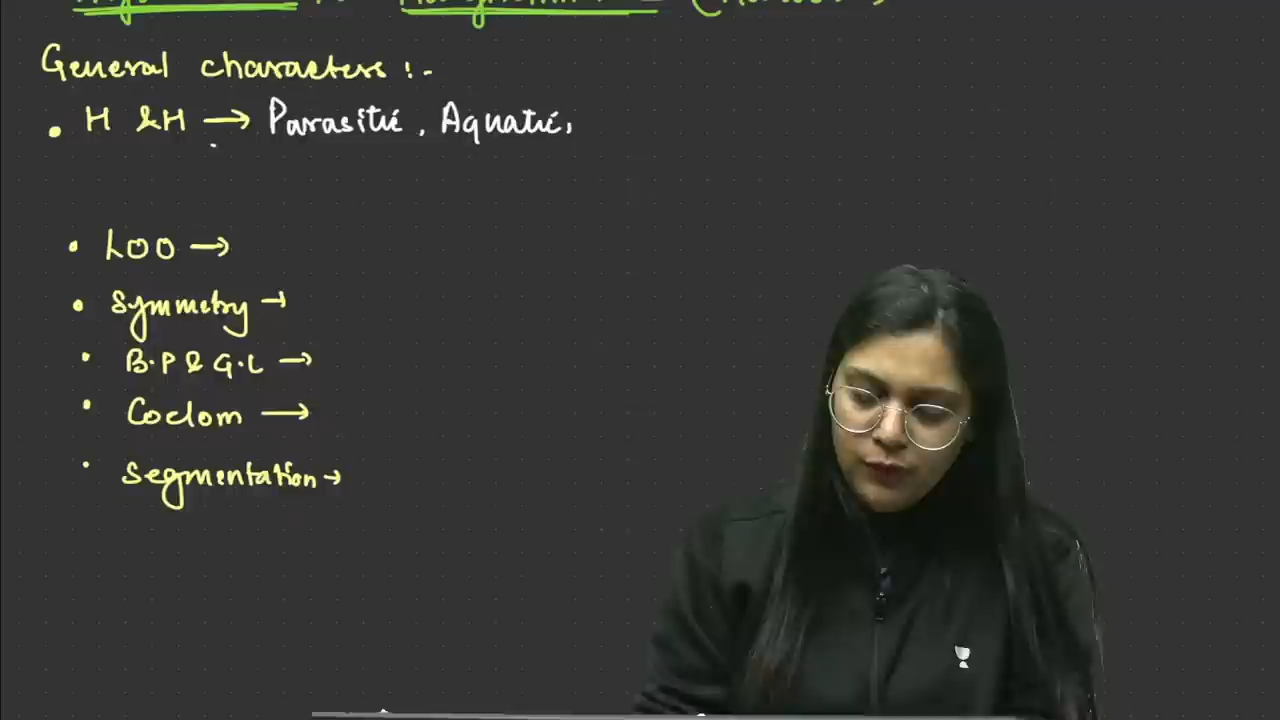 General characters :-
• H & H → Parasitic, Aquatic,
• LOO →
• Symmetry →
• B.P & G.L →
• Coelom →
• Segmentation →